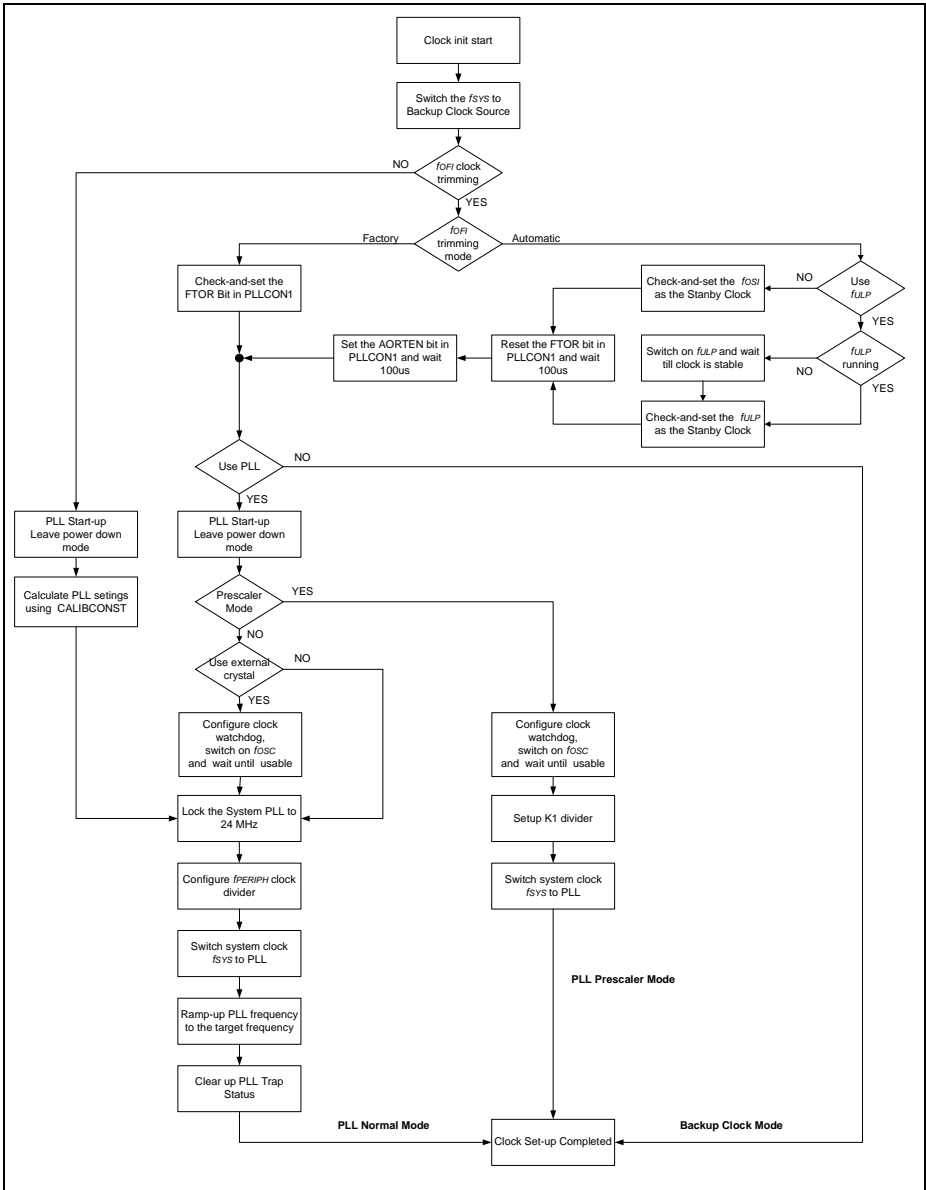 Clock init start
Switch the fSYS to
Backup Clock Source
NO
fOFI clock
trimming
YES
Factory
fOFI
trimming
mode
Automatic
Check-and-set the
FTOR Bit in PLLCON1
Check-and-set the fOSI
as the Stanby Clock
NO
Use
fULP
YES
Set the AORTEN bit in
PLLCON1 and wait
100us
Reset the FTOR bit in
PLLCON1 and wait
100us
Switch on fULP and wait
till clock is stable
NO
fULP
running
YES
Check-and-set the fULP
as the Stanby Clock
Use PLL
NO
YES
PLL Start-up
Leave power down
mode
PLL Start-up
Leave power down
mode
Calculate PLL setings
using CALIBCONST
Prescaler
Mode
YES
NO
Use external
crystal
NO
YES
Configure clock
watchdog,
switch on fOSC
and wait until usable
Configure clock
watchdog,
switch on fOSC
and wait until usable
Lock the System PLL to
24 MHz
Setup K1 divider
Configure fPERIPH clock
divider
Switch system clock
fSYS to PLL
Switch system clock
fSYS to PLL
PLL Prescaler Mode
Ramp-up PLL frequency
to the target frequency
Clear up PLL Trap
Status
PLL Normal Mode
Backup Clock Mode
Clock Set-up Completed